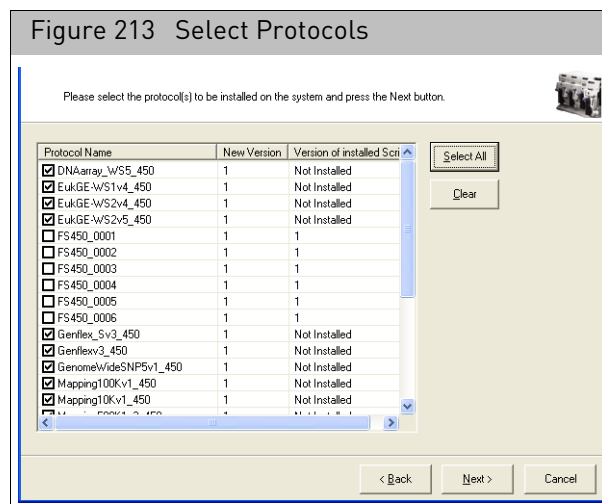 Figure 213 Select Protocols
Please select the protocol(s) to be installed on the system and press the Next button.
Protocol Name New Version Version of installed Scri
DNAarray_WS5_450 1 Not Installed
EukGE-WS1v4_450 1 Not Installed
EukGE-WS2v4_450 1 Not Installed
EukGE-WS2v5_450 1 Not Installed
FS450_0001 1 1
FS450_0002 1 1
FS450_0003 1 1
FS450_0004 1 1
FS450_0005 1 1
FS450_0006 1 1
Genflex_Sv3_450 1 Not Installed
Genflexv3_450 1 Not Installed
GenomeWideSNP5v1_450 1 Not Installed
Mapping100Kv1_450 1 Not Installed
Mapping10Kv1_450 1 Not Installed
Select All
Clear
< Back
Next >
Cancel